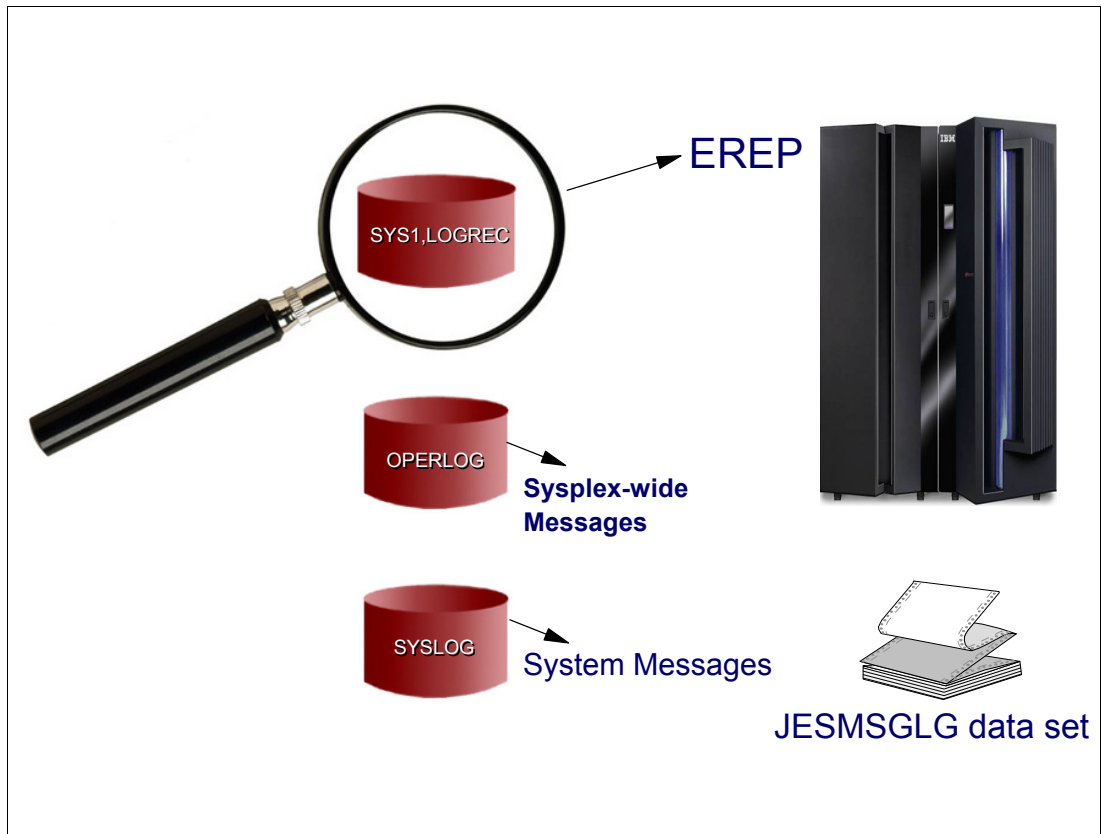 EREP
IBM
SYS1,LOGREC
OPERLOG
Sysplex-wide
Messages
SYSLOG
System Messages
JESMSGLG data set